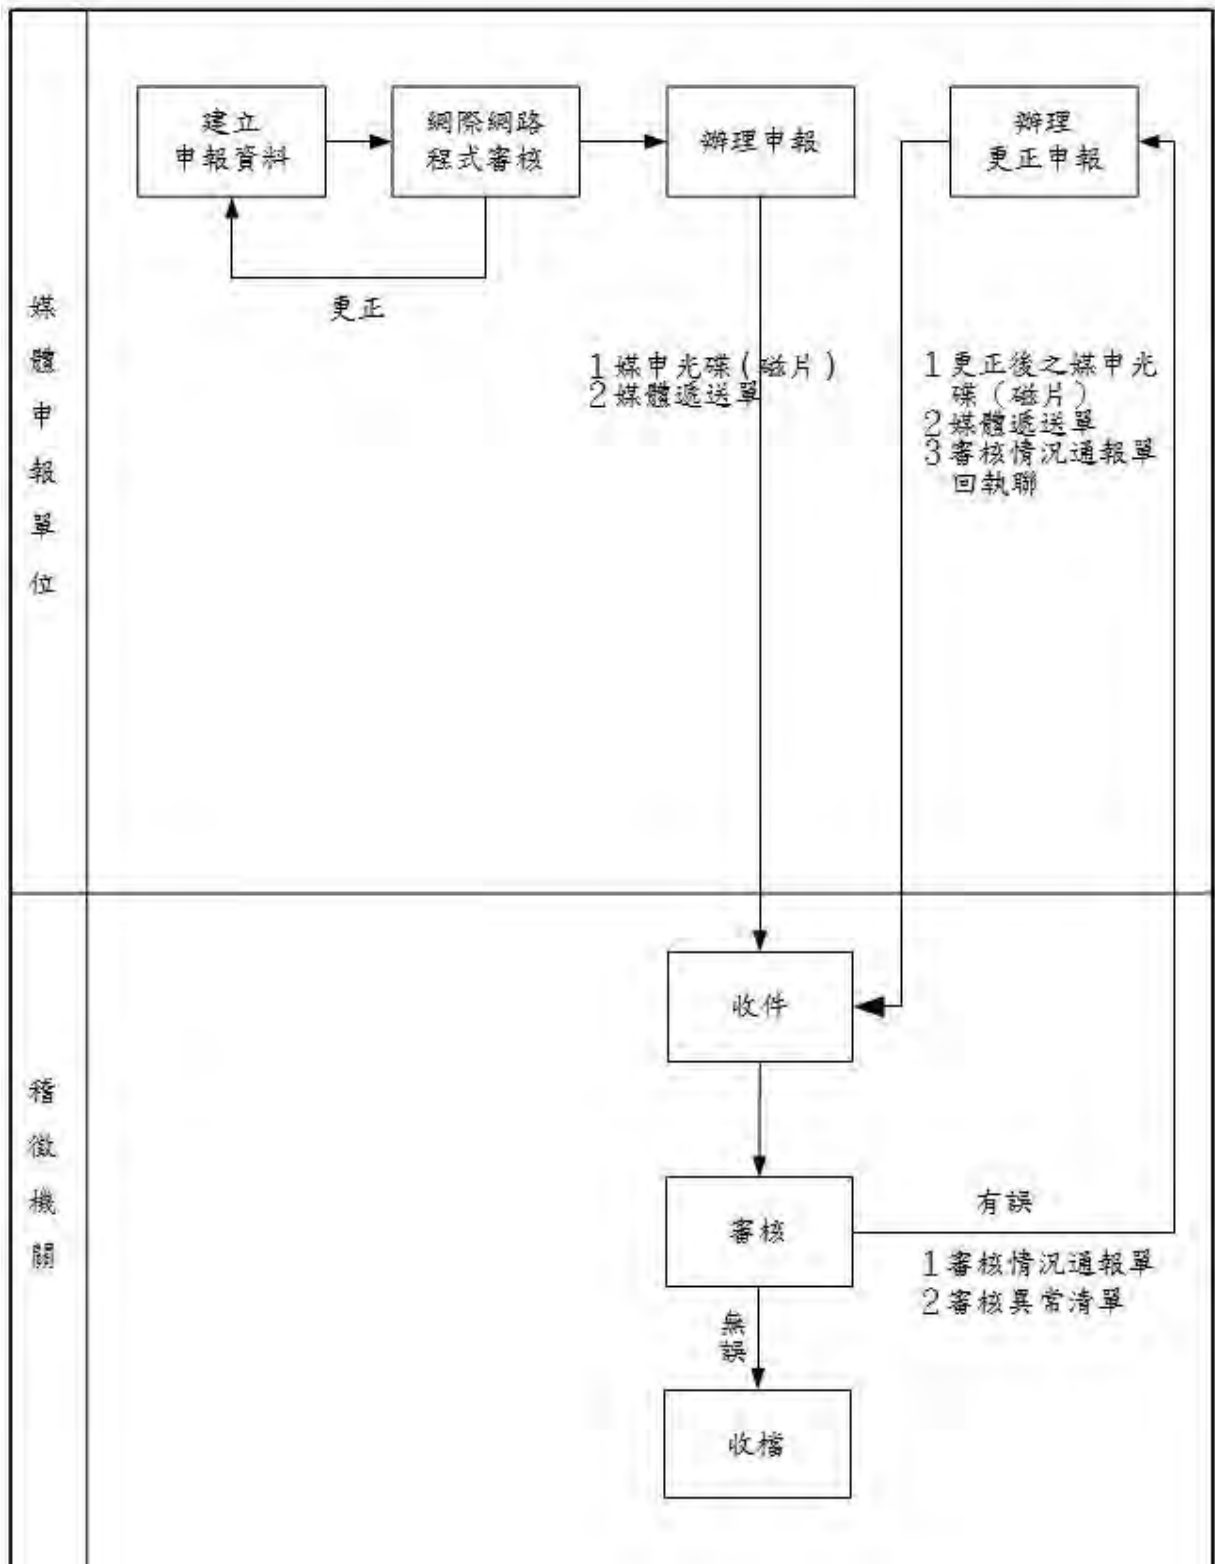 建立
申報資料
網際網路
程式審核
辦理申報
辦理
更正申報
更正
媒體申報單位
1媒申光碟(磁片)
2媒體遞送單
1更正後之媒申光
碟(磁片)
2媒體遞送單
3審核情況通報單
回執聯
稽徵機關
收件
審核
有誤
1審核情況通報單
2審核異常清單
無誤
收檔